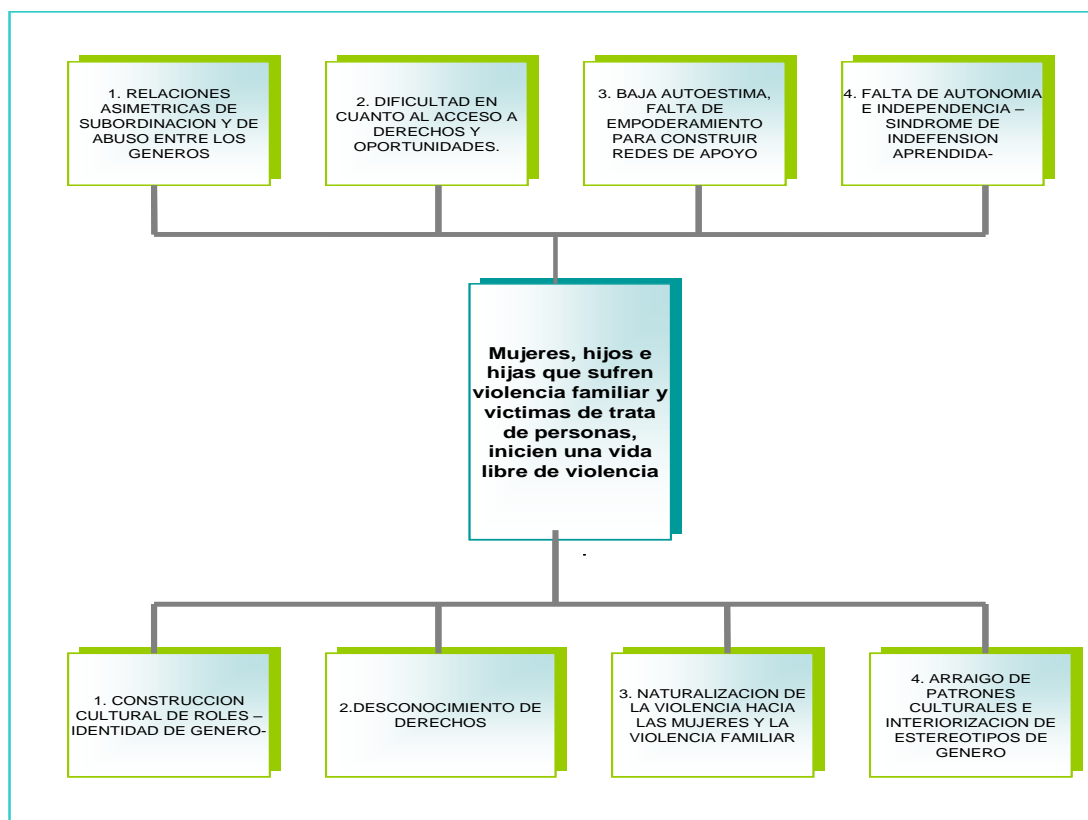 1. RELACIONES
ASIMETRICAS DE
SUBORDINACION Y DE
ABUSO ENTRE LOS
GENEROS
2. DIFICULTAD EN
CUANTO AL ACCESO A
DERECHOS Y
OPORTUNIDADES.
3. BAJA AUTOESTIMA,
FALTA DE
EMPODERAMIENTO
PARA CONSTRUIR
REDES DE APOYO
4. FALTA DE AUTONOMIA
E INDEPENDENCIA –
SINDROME DE
INDEFENSION
APRENDIDA-
Mujeres, hijos e
hijas que sufren
violencia familiar y
victimas de trata
de personas,
inicien una vida
libre de violencia
.
1. CONSTRUCCION
CULTURAL DE ROLES –
IDENTIDAD DE GENERO-
2.DESCONOCIMIENTO DE
DERECHOS
3. NATURALIZACION DE
LA VIOLENCIA HACIA
LAS MUJERES Y LA
VIOLENCIA FAMILIAR
4. ARRAIGO DE
PATRONES
CULTURALES E
INTERIORIZACION DE
ESTEREOTIPOS DE
GENERO